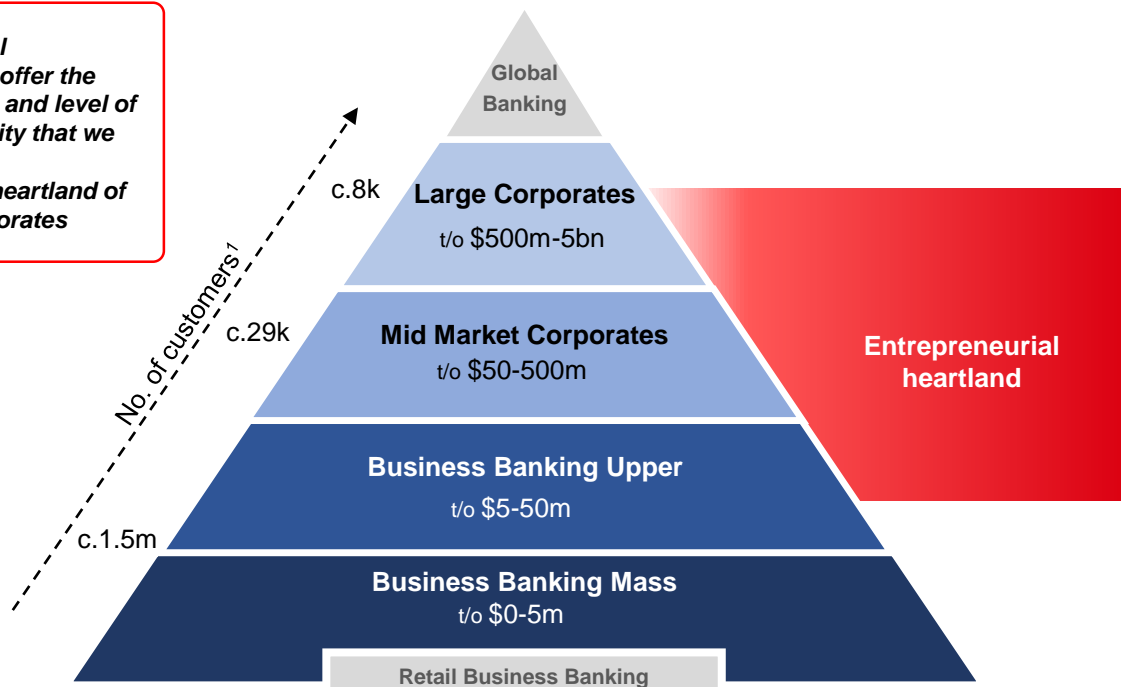 l
offer the
and level of
ity that we
heartland of
orates
Global
Banking
c.8k
Large Corporates
t/o $500m-5bn
No. of customers¹
c.29k
Mid Market Corporates
t/o $50-500m
Entrepreneurial
heartland
Business Banking Upper
t/o $5-50m
c.1.5m
Business Banking Mass
t/o $0-5m
Retail Business Banking